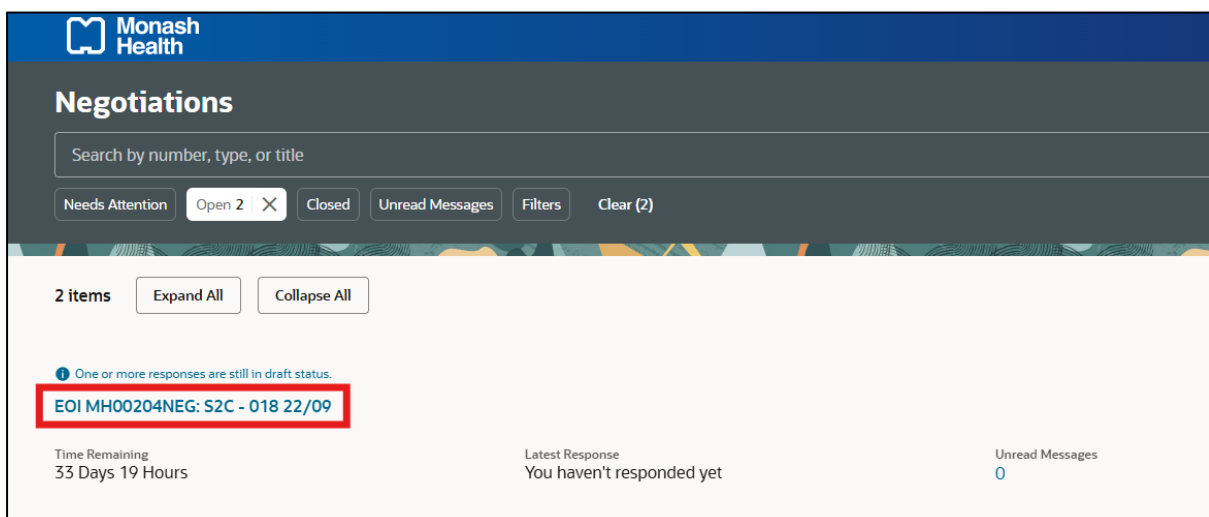 Monash
Health
Negotiations
Search by number, type, or title
Needs Attention Open 2 Closed Unread Messages Filters Clear (2)
2 items Expand All Collapse All
One or more responses are still in draft status.
EOI MH00204NEG: S2C - 018 22/09
Time Remaining Latest Response Unread Messages
33 Days 19 Hours You haven't responded yet 0